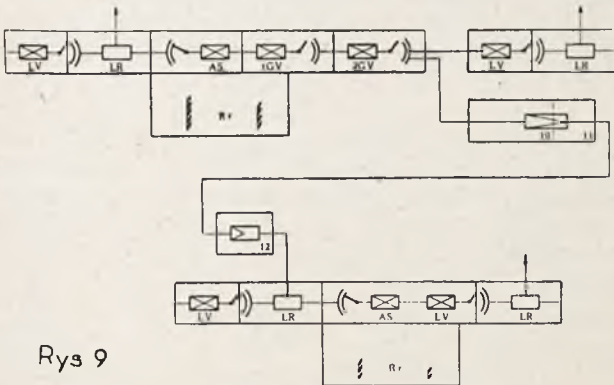 LV LR AS 1GV 2GV LV LR
Rr
10 11
12
LV LR AS LV LR
Rr
Rys 9